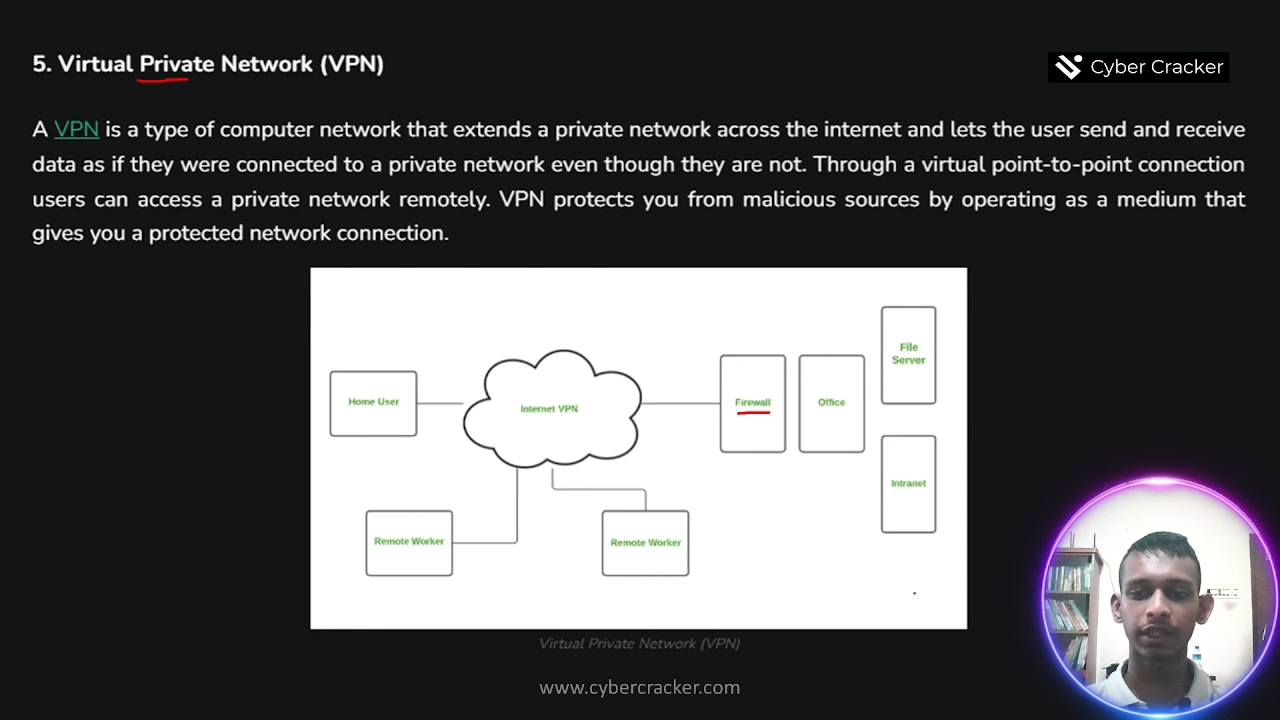 5. Virtual Private Network (VPN)
Cyber Cracker
A VPN is a type of computer network that extends a private network across the internet and lets the user send and receive
data as if they were connected to a private network even though they are not. Through a virtual point-to-point connection
users can access a private network remotely. VPN protects you from malicious sources by operating as a medium that
gives you a protected network connection.
File
Server
Home User
Internet VPN
Firewall
Office
Intranet
Remote Worker
Remote Worker
Virtual Private Network (VPN)
www.cybercracker.com